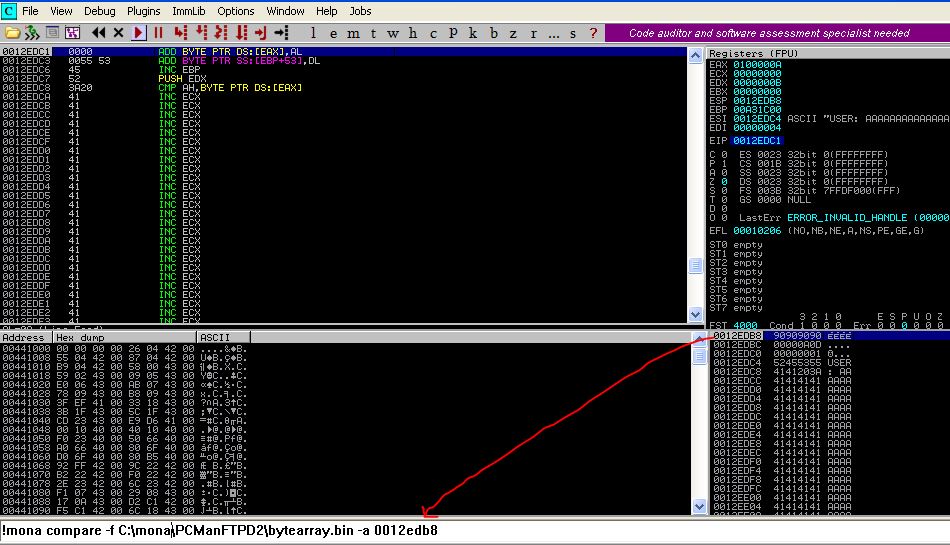 C File View Debug Plugins ImmLib Options Window Help Jobs
l e m t w h c p k b z r ... s ? Code auditor and software assessment specialist needed
0012EDC1 0000 ADD BYTE PTR DS:[EAX],AL
0012EDC3 0055 53 ADD BYTE PTR SS:[EBP+53],DL
0012EDC6 45 INC EBP
0012EDC7 52 PUSH EDX
0012EDC8 3A20 CMP AH,BYTE PTR DS:[EAX]
0012EDCA 41 INC ECX
0012EDCB 41 INC ECX
0012EDCC 41 INC ECX
0012EDCD 41 INC ECX
0012EDCE 41 INC ECX
0012EDCF 41 INC ECX
0012EDD0 41 INC ECX
0012EDD1 41 INC ECX
0012EDD2 41 INC ECX
0012EDD3 41 INC ECX
0012EDD4 41 INC ECX
0012EDD5 41 INC ECX
0012EDD6 41 INC ECX
0012EDD7 41 INC ECX
0012EDD8 41 INC ECX
0012EDD9 41 INC ECX
0012EDDA 41 INC ECX
0012EDDB 41 INC ECX
0012EDDC 41 INC ECX
0012EDDD 41 INC ECX
0012EDDE 41 INC ECX
0012EDDF 41 INC ECX
0012EDE0 41 INC ECX
0012EDE1 41 INC ECX
0012EDE2 41 INC ECX
0012EDE3 41 INC ECX
Registers (FPU)
EAX 0100000A
ECX 00000000
EDX 0000000B
EBX 00000000
ESP 0012EDB8
EBP 00A31C00
ESI 0012EDC4 ASCII "USER: AAAAAAAAAAAAAA
EDI 00000004
EIP 0012EDC1
C 0 ES 0023 32bit 0(FFFFFFFF)
P 1 CS 001B 32bit 0(FFFFFFFF)
A 0 SS 0023 32bit 0(FFFFFFFF)
Z 0 DS 0023 32bit 0(FFFFFFFF)
S 0 FS 003B 32bit 7FFDF000(FFF)
T 0 GS 0000 NULL
D 0
O 0 LastErr ERROR_INVALID_HANDLE (00000
EFL 00010206 (NO,NB,NE,A,NS,PE,GE,G)
ST0 empty
ST1 empty
ST2 empty
ST3 empty
ST4 empty
ST5 empty
ST6 empty
ST7 empty
3 2 1 0 E S P U O Z
FST 4000 Cond 1 0 0 0 Err 0 0 0 0 0
Address Hex dump ASCII
00441000 00 00 00 00 26 04 42 00
00441008 55 04 42 00 87 04 42 00
00441010 B9 04 42 00 58 00 43 00
00441018 59 02 43 00 09 05 43 00
00441020 E0 06 43 00 AB 07 43 00
00441028 78 09 43 00 B8 09 43 00
00441030 3F EF 41 00 33 18 43 00
00441038 3B 1F 43 00 5C 1F 43 00
00441040 CD 23 43 00 E9 D6 41 00
00441048 00 10 40 00 40 10 40 00
00441050 F0 23 40 00 50 66 40 00
00441058 A0 66 40 00 80 6F 40 00
00441060 D0 6F 40 00 30 B5 40 00
00441068 92 FF 42 00 9C 22 42 00
00441070 B2 22 42 00 F0 22 42 00
00441078 2E 23 42 00 6C 23 42 00
00441080 F1 07 43 00 29 08 43 00
00441088 17 0A 43 00 D2 C1 42 00
00441090 F5 C1 42 00 18 C2 42 00
0012EDB8 90909090 ÉÉÉÉ
0012EDBC 00000A0D ....
0012EDC0 00000001
0012EDC4 52455355 USER
0012EDC8 4141203A : AA
0012EDCC 41414141 AAAA
0012EDD0 41414141 AAAA
0012EDD4 41414141 AAAA
0012EDD8 41414141 AAAA
0012EDDC 41414141 AAAA
0012EDE0 41414141 AAAA
0012EDE4 41414141 AAAA
0012EDE8 41414141 AAAA
0012EDEC 41414141 AAAA
0012EDF0 41414141 AAAA
0012EDF4 41414141 AAAA
0012EDF8 41414141 AAAA
0012EDFC 41414141 AAAA
0012EE00 41414141 AAAA
0012EE04 41414141 AAAA
!mona compare -f C:\mona\PCManFTPD2\bytearray.bin -a 0012edb8